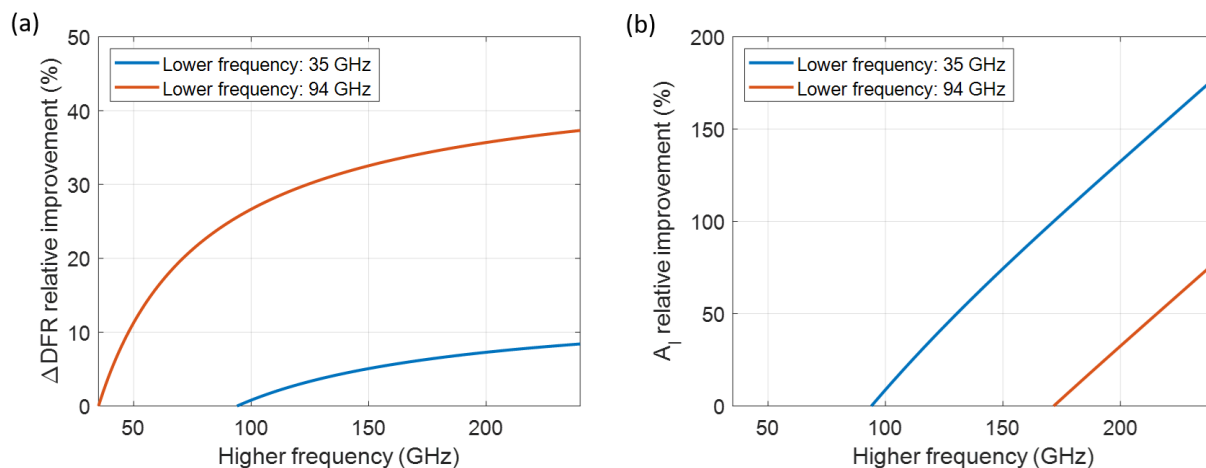 (a)
50
40
30
20
10
0
ΔDFR relative improvement (%)
Lower frequency: 35 GHz
Lower frequency: 94 GHz
50
100
150
200
Higher frequency (GHz)
(b)
200
150
100
50
0
A_l relative improvement (%)
Lower frequency: 35 GHz
Lower frequency: 94 GHz
50
100
150
200
Higher frequency (GHz)